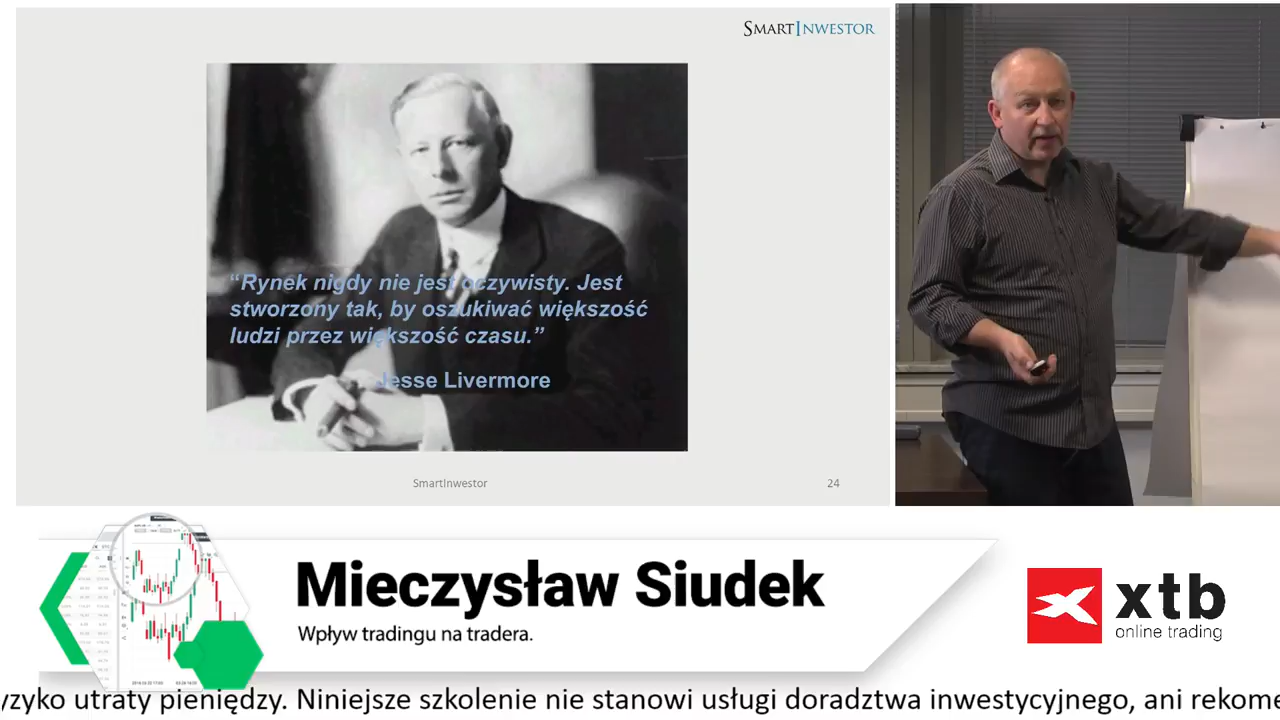 SMARTINWESTOR
“Rynek nigdy nie jest oczywisty. Jest
stworzony tak, by oszukiwać większość
ludzi przez większość czasu.”
Jesse Livermore
SmartInwestor
24
Mieczysław Siudek
Wpływ tradingu na tradera.
xtb
online trading
yzyko utraty pieniędzy. Niniejsze szkolenie nie stanowi usługi doradztwa inwestycyjnego, ani rekome